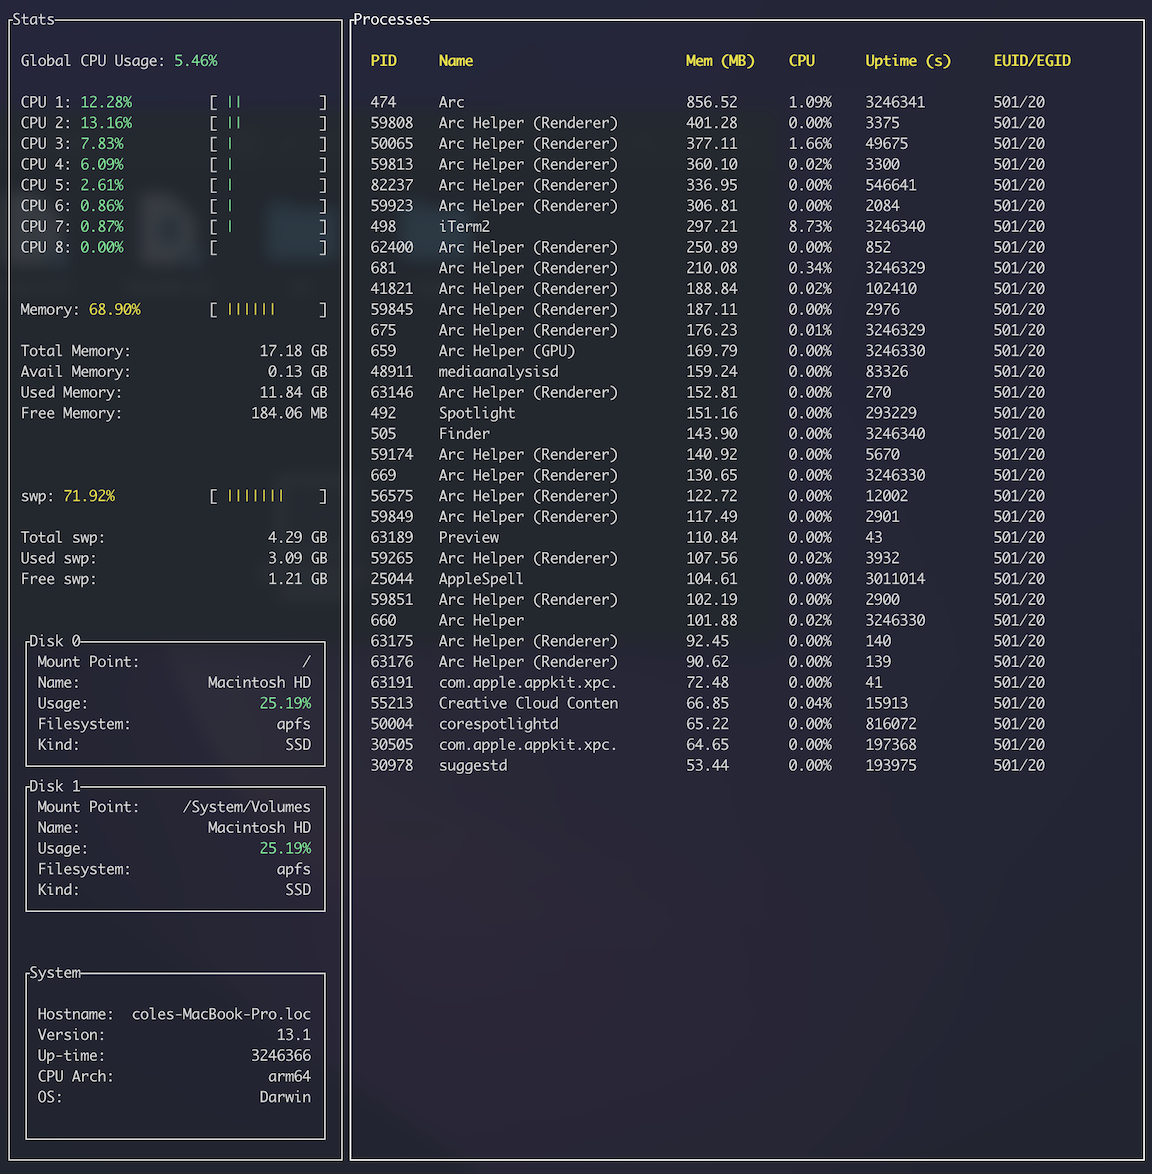 Stats
Global CPU Usage: 5.46%
CPU 1: 12.28% [ || ]
CPU 2: 13.16% [ || ]
CPU 3: 7.83% [ | ]
CPU 4: 6.09% [ | ]
CPU 5: 2.61% [ | ]
CPU 6: 0.86% [ | ]
CPU 7: 0.87% [ | ]
CPU 8: 0.00% [ ]
Memory: 68.90% [ |||||| ]
Total Memory: 17.18 GB
Avail Memory: 0.13 GB
Used Memory: 11.84 GB
Free Memory: 184.06 MB
swp: 71.92% [ ||||||| ]
Total swp: 4.29 GB
Used swp: 3.09 GB
Free swp: 1.21 GB
Disk 0
Mount Point: /
Name: Macintosh HD
Usage: 25.19%
Filesystem: apfs
Kind: SSD
Disk 1
Mount Point: /System/Volumes
Name: Macintosh HD
Usage: 25.19%
Filesystem: apfs
Kind: SSD
System
Hostname: coles-MacBook-Pro.loc
Version: 13.1
Up-time: 3246366
CPU Arch: arm64
OS: Darwin
Processes
PID Name Mem (MB) CPU Uptime (s) EUID/EGID
474 Arc 856.52 1.09% 3246341 501/20
59808 Arc Helper (Renderer) 401.28 0.00% 3375 501/20
50065 Arc Helper (Renderer) 377.11 1.66% 49675 501/20
59813 Arc Helper (Renderer) 360.10 0.02% 3300 501/20
82237 Arc Helper (Renderer) 336.95 0.00% 546641 501/20
59923 Arc Helper (Renderer) 306.81 0.00% 2084 501/20
498 iTerm2 297.21 8.73% 3246340 501/20
62400 Arc Helper (Renderer) 250.89 0.00% 852 501/20
681 Arc Helper (Renderer) 210.08 0.34% 3246329 501/20
41821 Arc Helper (Renderer) 188.84 0.02% 102410 501/20
59845 Arc Helper (Renderer) 187.11 0.00% 2976 501/20
675 Arc Helper (Renderer) 176.23 0.01% 3246329 501/20
659 Arc Helper (GPU) 169.79 0.00% 3246330 501/20
48911 mediaanalysisd 159.24 0.00% 83326 501/20
63146 Arc Helper (Renderer) 152.81 0.00% 270 501/20
492 Spotlight 151.16 0.00% 293229 501/20
505 Finder 143.90 0.00% 3246340 501/20
59174 Arc Helper (Renderer) 140.92 0.00% 5670 501/20
669 Arc Helper (Renderer) 130.65 0.00% 3246330 501/20
56575 Arc Helper (Renderer) 122.72 0.00% 12002 501/20
59849 Arc Helper (Renderer) 117.49 0.00% 2901 501/20
63189 Preview 110.84 0.00% 43 501/20
59265 Arc Helper (Renderer) 107.56 0.02% 3932 501/20
25044 AppleSpell 104.61 0.00% 3011014 501/20
59851 Arc Helper (Renderer) 102.19 0.00% 2900 501/20
660 Arc Helper 101.88 0.02% 3246330 501/20
63175 Arc Helper (Renderer) 92.45 0.00% 140 501/20
63176 Arc Helper (Renderer) 90.62 0.00% 139 501/20
63191 com.apple.appkit.xpc. 72.48 0.00% 41 501/20
55213 Creative Cloud Conten 66.85 0.04% 15913 501/20
50004 corespotlightd 65.22 0.00% 816072 501/20
30505 com.apple.appkit.xpc. 64.65 0.00% 197368 501/20
30978 suggestd 53.44 0.00% 193975 501/20